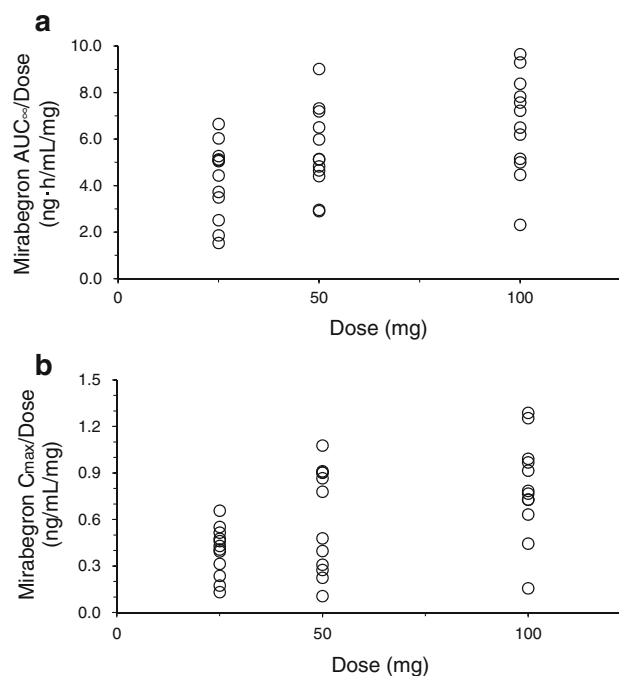 a
Mirabegron AUC∞/Dose
(ng·h/mL/mg)
10.0
8.0
6.0
4.0
2.0
0.0
0
50
100
Dose (mg)
b
Mirabegron Cmax/Dose
(ng/mL/mg)
1.5
1.2
0.9
0.6
0.3
0.0
0
50
100
Dose (mg)